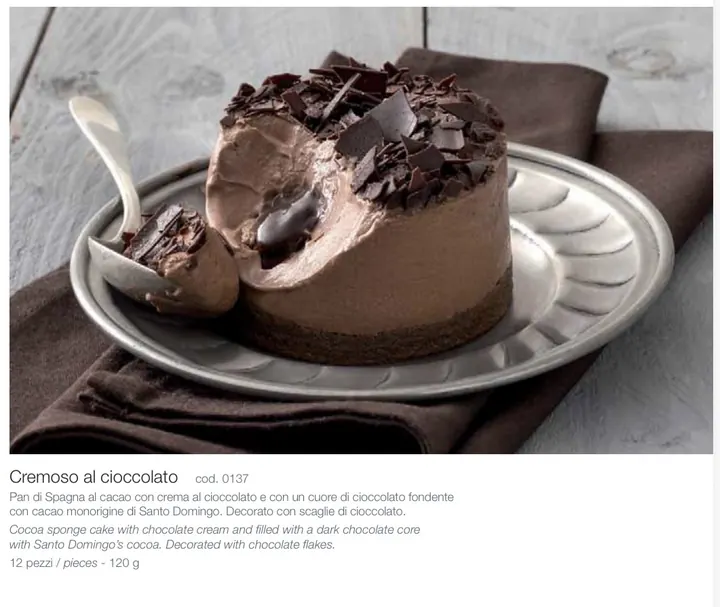 Cremoso al cioccolato cod. 0137
Pan di Spagna al cacao con crema al cioccolato e con un cuore di cioccolato fondente
con cacao monorigine di Santo Domingo. Decorato con scaglie di cioccolato.
Cocoa sponge cake with chocolate cream and filled with a dark chocolate core
with Santo Domingo's cocoa. Decorated with chocolate flakes.
12 pezzi / pieces - 120 g